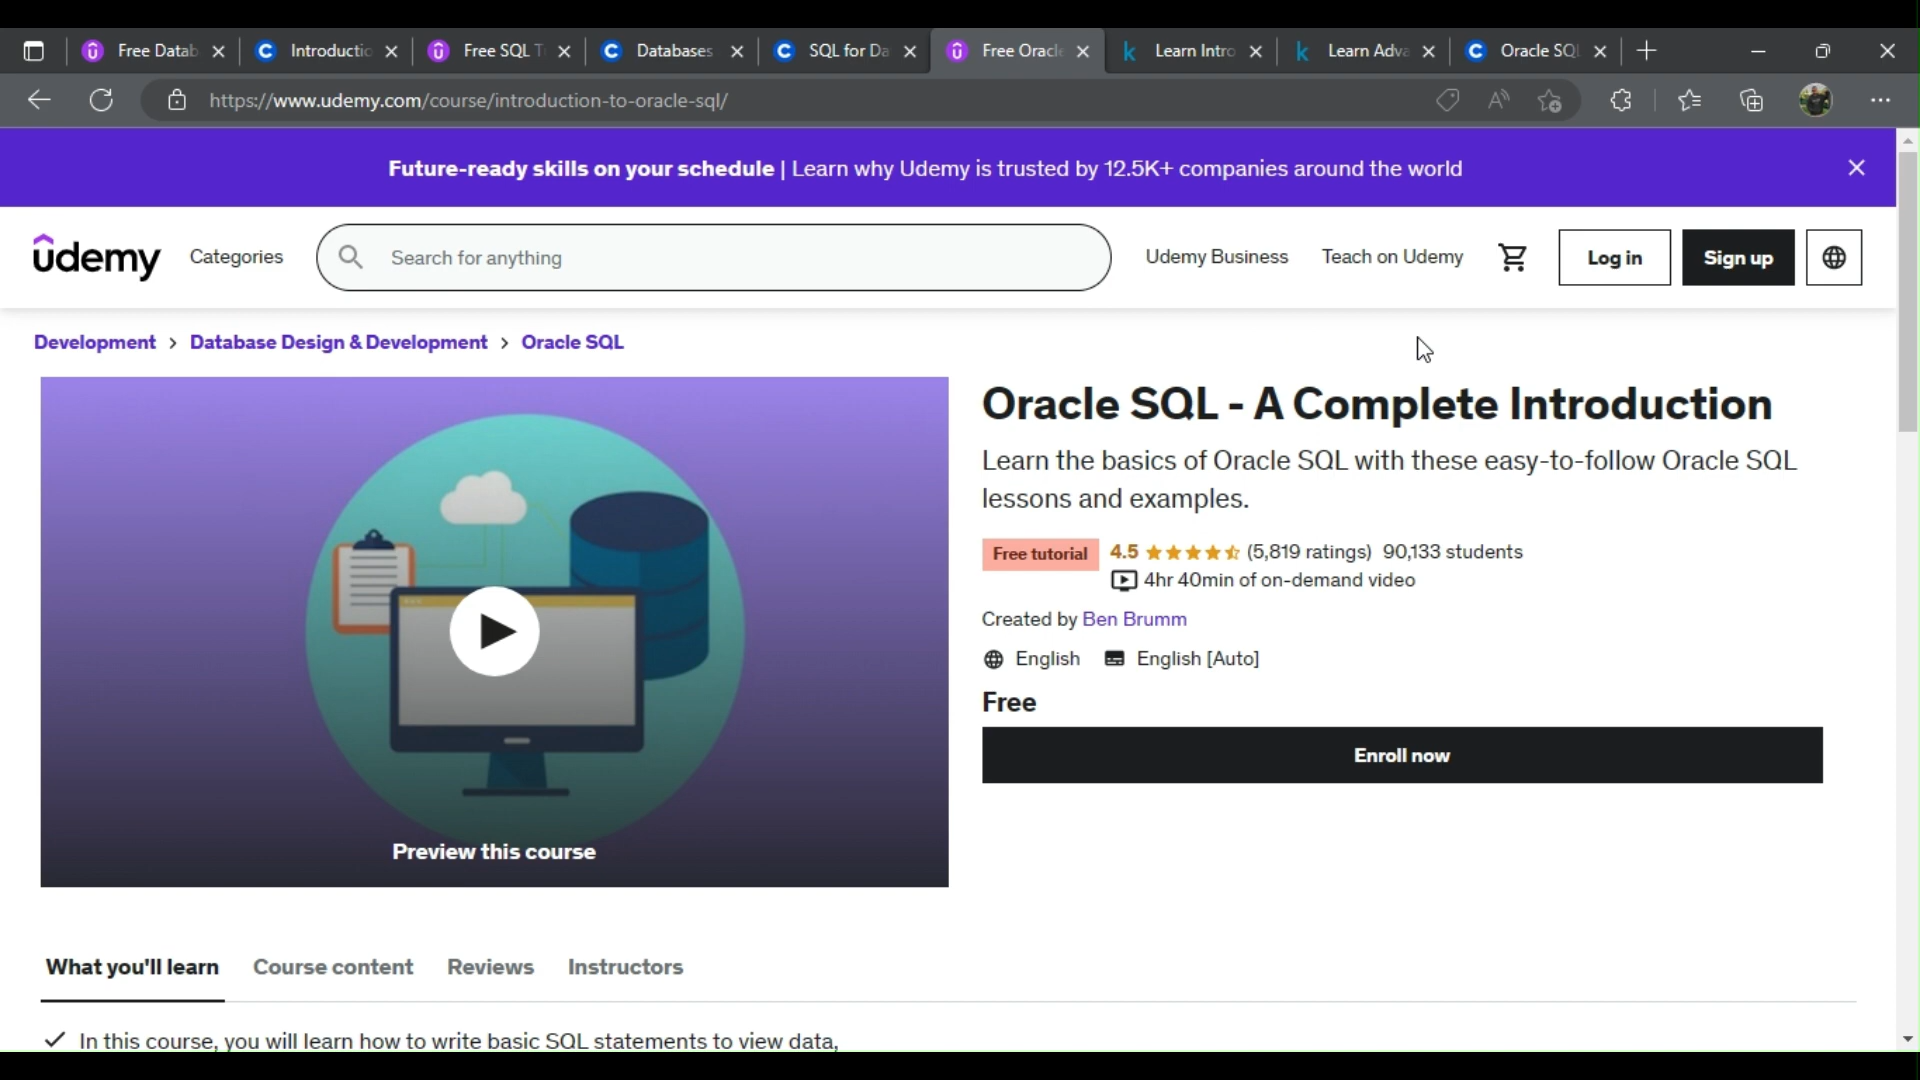 Free Datab
Introductio
Free SQL T
Databases
SQL for Da
Free Oracle
Learn Intro
Learn Adva
Oracle SQL
https://www.udemy.com/course/introduction-to-oracle-sql/
Future-ready skills on your schedule | Learn why Udemy is trusted by 12.5K+ companies around the world
ûdemy
Categories
Search for anything
Udemy Business
Teach on Udemy
Log in
Sign up
Development > Database Design & Development > Oracle SQL
Oracle SQL - A Complete Introduction
Learn the basics of Oracle SQL with these easy-to-follow Oracle SQL
lessons and examples.
Free tutorial 4.5 (5,819 ratings) 90,133 students
4hr 40min of on-demand video
Created by Ben Brumm
English English [Auto]
Free
Enroll now
Preview this course
What you'll learn
Course content
Reviews
Instructors
In this course, you will learn how to write basic SQL statements to view data,